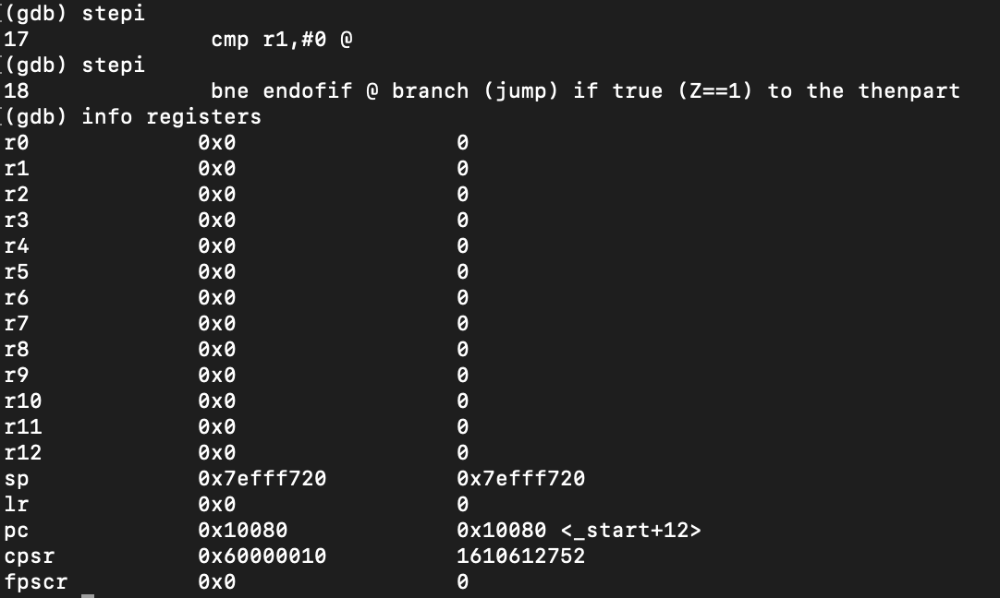 (gdb) stepi
17 cmp r1,#0 @
(gdb) stepi
18 bne endofif @ branch (jump) if true (Z==1) to the thenpart
(gdb) info registers
r0 0x0 0
r1 0x0 0
r2 0x0 0
r3 0x0 0
r4 0x0 0
r5 0x0 0
r6 0x0 0
r7 0x0 0
r8 0x0 0
r9 0x0 0
r10 0x0 0
r11 0x0 0
r12 0x0 0
sp 0x7efff720 0x7efff720
lr 0x0 0
pc 0x10080 0x10080 <_start+12>
cpsr 0x60000010 1610612752
fpscr 0x0 0